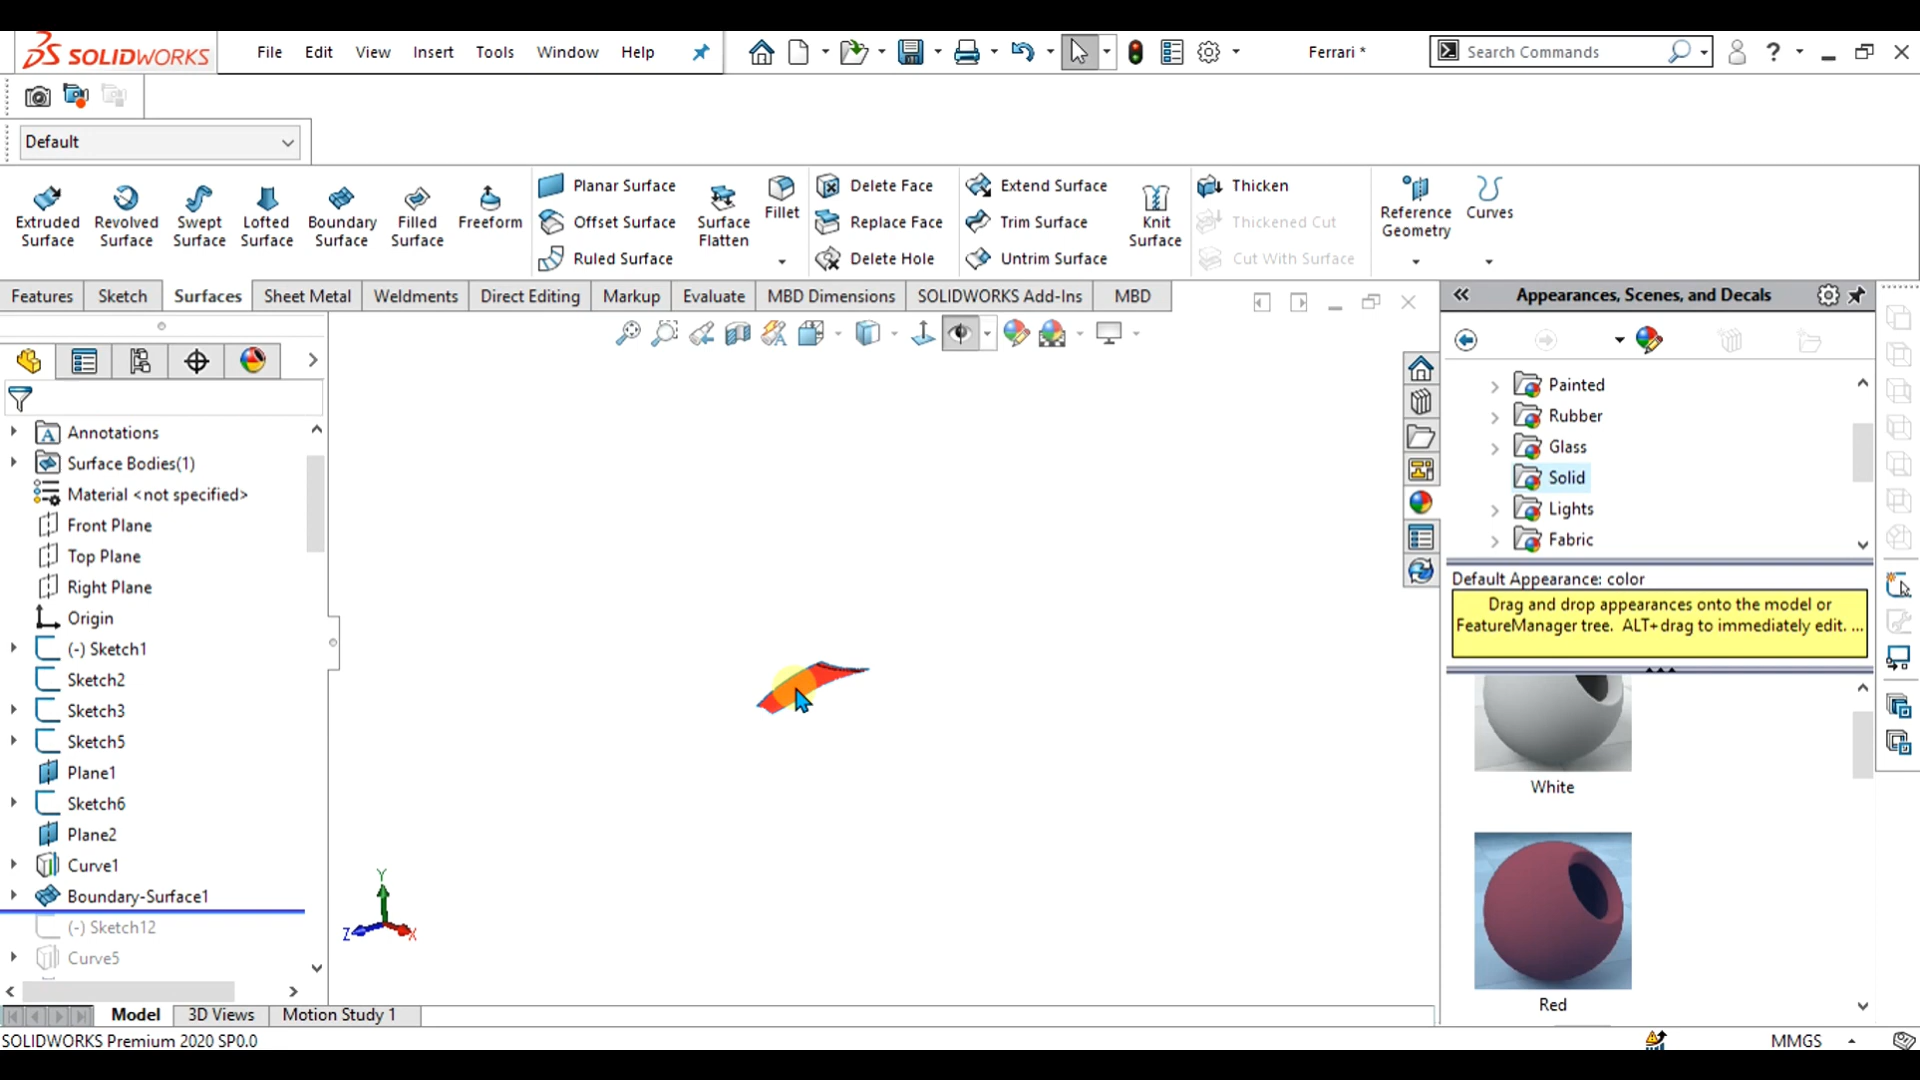 SOLIDWORKS File Edit View Insert Tools Window Help Ferrari * Search Commands ?
Default
Extruded Surface
Revolved Surface
Swept Surface
Lofted Surface
Boundary Surface
Filled Surface
Freeform
Planar Surface
Offset Surface
Ruled Surface
Surface Flatten
Fillet
Delete Face
Replace Face
Delete Hole
Extend Surface
Trim Surface
Untrim Surface
Knit Surface
Thicken
Thickened Cut
Cut With Surface
Reference Geometry
Curves
Features Sketch Surfaces Sheet Metal Weldments Direct Editing Markup Evaluate MBD Dimensions SOLIDWORKS Add-Ins MBD
Annotations
Surface Bodies(1)
Material <not specified>
Front Plane
Top Plane
Right Plane
Origin
(-) Sketch1
Sketch2
Sketch3
Sketch5
Plane1
Sketch6
Plane2
Curve1
Boundary-Surface1
(-) Sketch12
Curve5
Y
Z
X
Appearances, Scenes, and Decals
Painted
Rubber
Glass
Solid
Lights
Fabric
Default Appearance: color
Drag and drop appearances onto the model or
FeatureManager tree. ALT+drag to immediately edit. ...
White
Red
Model 3D Views Motion Study 1
SOLIDWORKS Premium 2020 SP0.0 MMGS